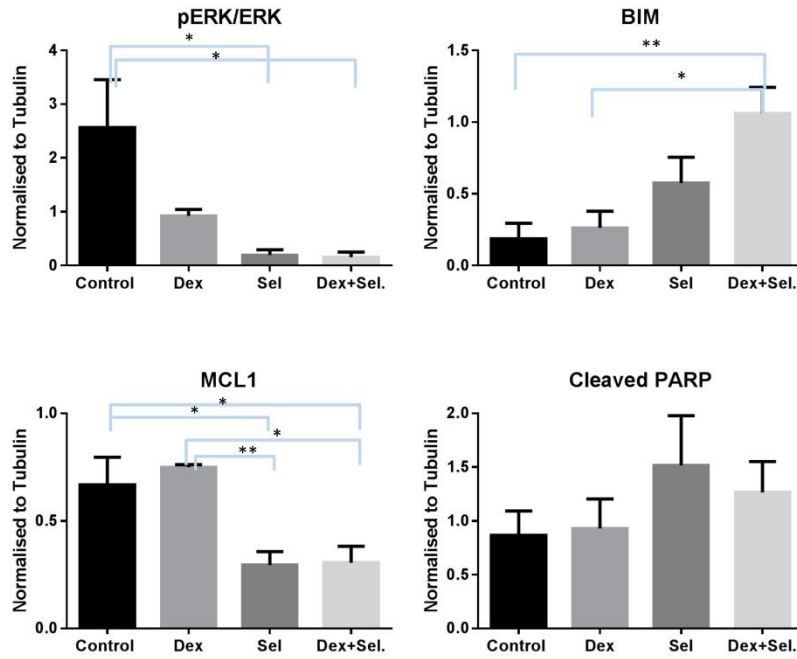 pERK/ERK
Normalised to Tubulin
4
3
2
1
0
*
*
Control Dex Sel Dex+Sel.
BIM
Normalised to Tubulin
1.5
1.0
0.5
0.0
**
*
Control Dex Sel Dex+Sel.
MCL1
Normalised to Tubulin
1.0
0.5
0.0
*
*
*
**
Control Dex Sel Dex+Sel.
Cleaved PARP
Normalised to Tubulin
2.0
1.5
1.0
0.5
0.0
Control Dex Sel Dex+Sel.